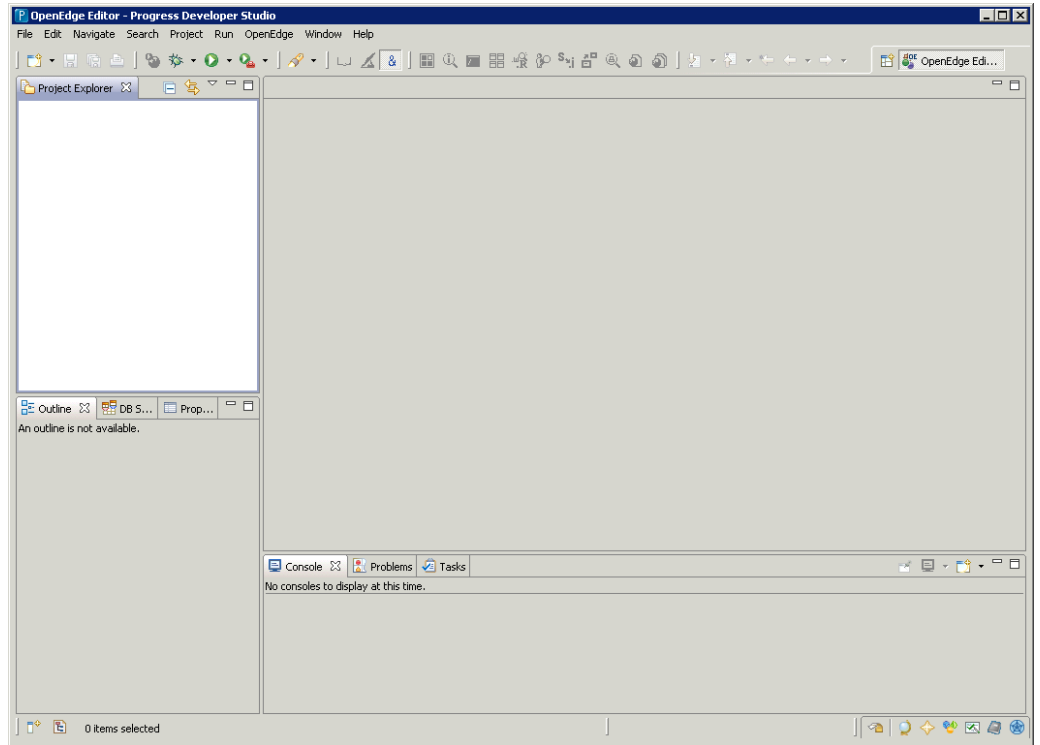 OpenEdge Editor - Progress Developer Studio
File Edit Navigate Search Project Run OpenEdge Window Help
& OpenEdge Edi...
Project Explorer
Outline DB S... Prop...
An outline is not available.
Console Problems Tasks
No consoles to display at this time.
0 items selected